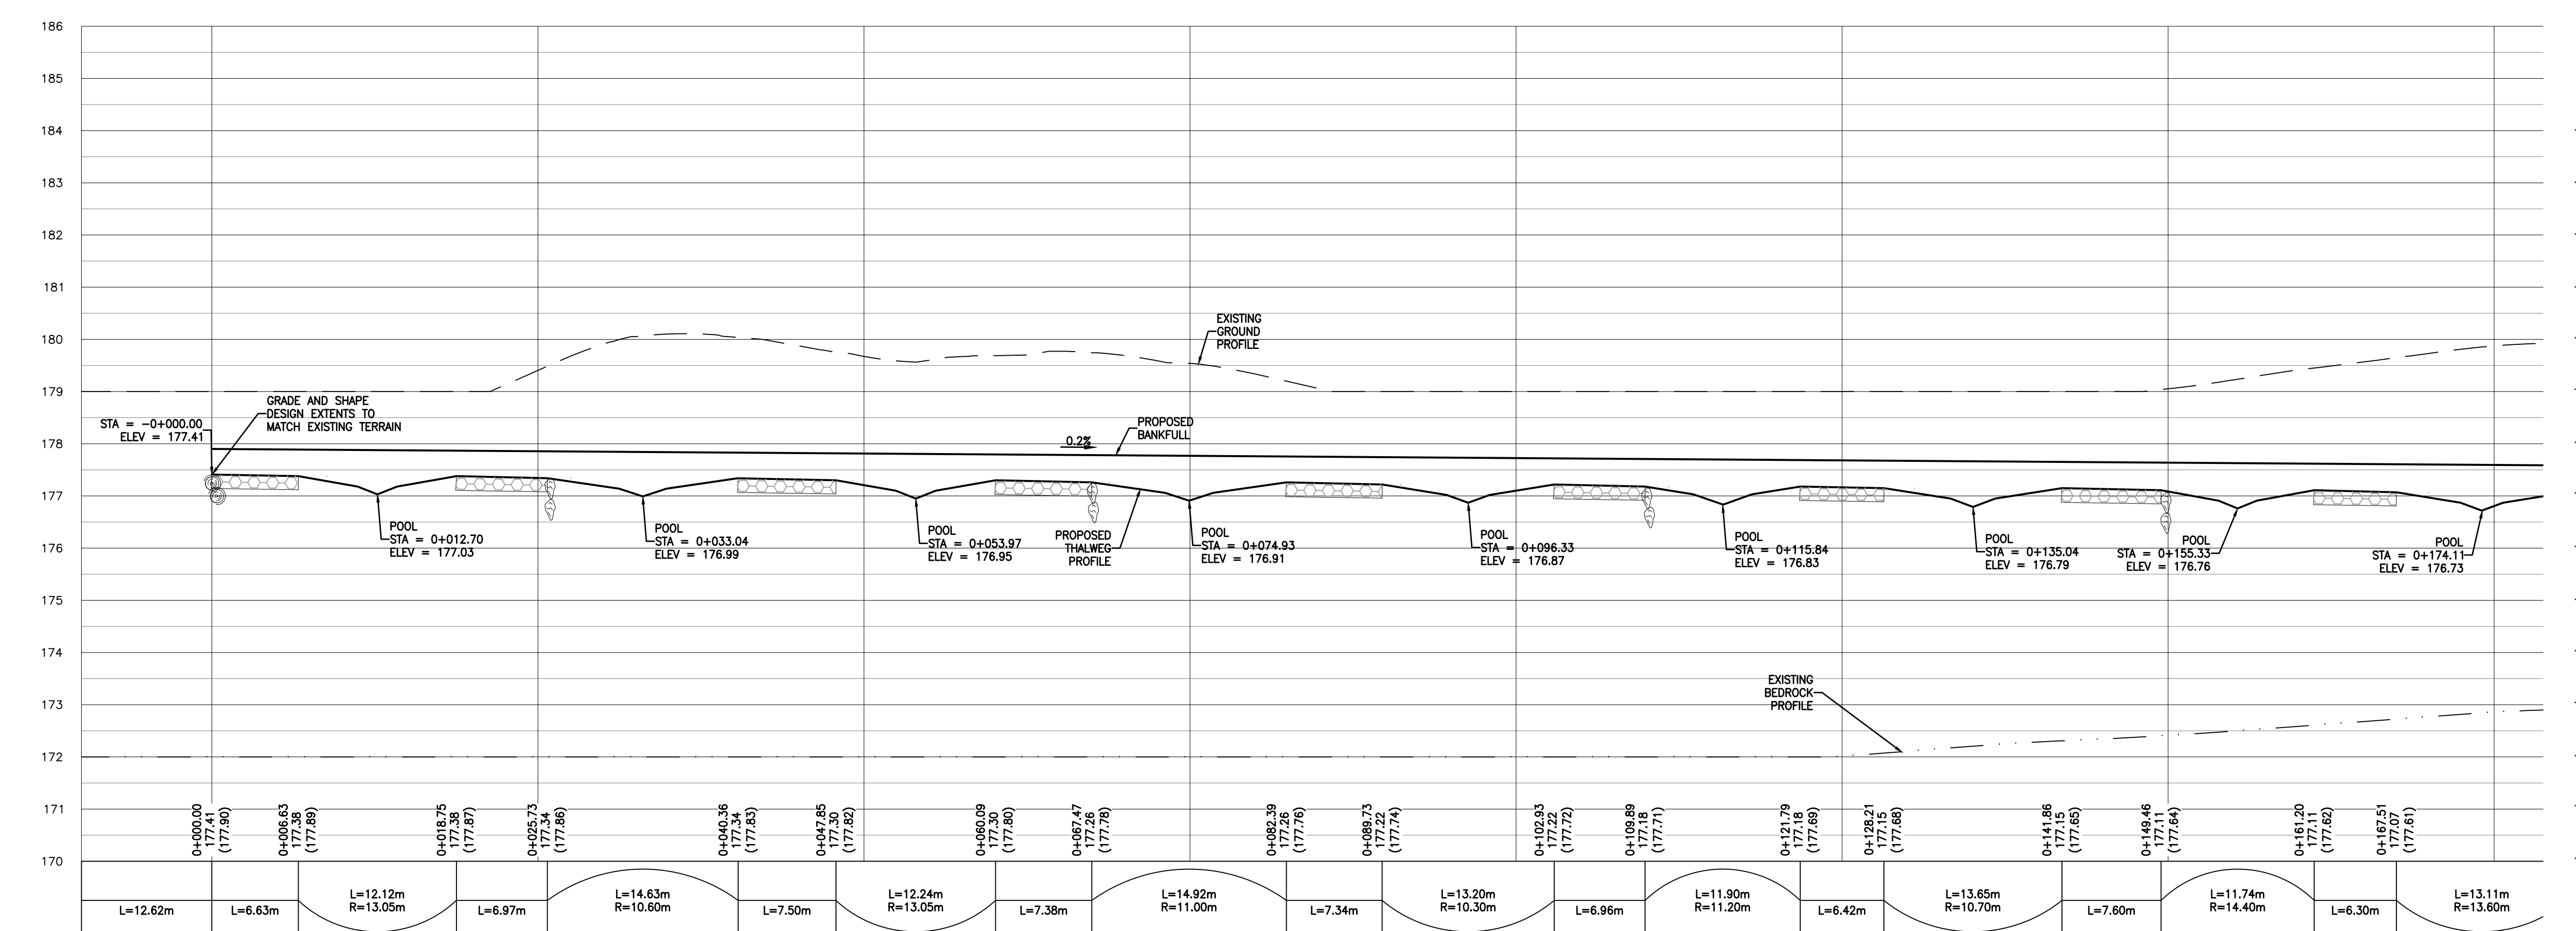 186
185
184
183
182
181
180
179
178
177
176
175
174
173
172
171
170
EXISTING
GROUND
PROFILE
GRADE AND SHAPE
DESIGN EXTENTS TO
MATCH EXISTING TERRAIN
STA = -0+000.00
ELEV = 177.41
0.2%
PROPOSED
BANKFULL
POOL
STA = 0+012.70
ELEV = 177.03
POOL
STA = 0+033.04
ELEV = 176.99
POOL
STA = 0+053.97
ELEV = 176.95
PROPOSED
THALWEG
PROFILE
POOL
STA = 0+074.93
ELEV = 176.91
POOL
STA = 0+096.33
ELEV = 176.87
POOL
STA = 0+115.84
ELEV = 176.83
POOL
STA = 0+135.04
ELEV = 176.79
POOL
STA = 0+155.33
ELEV = 176.76
POOL
STA = 0+174.11
ELEV = 176.73
EXISTING
BEDROCK
PROFILE
0+000.00
177.41
(177.90)
0+006.63
177.38
(177.89)
0+018.75
177.38
(177.87)
0+025.73
177.34
(177.86)
0+040.36
177.34
(177.83)
0+047.85
177.30
(177.82)
0+060.09
177.30
(177.80)
0+067.47
177.26
(177.78)
0+082.39
177.26
(177.76)
0+089.73
177.22
(177.74)
0+102.93
177.22
(177.72)
0+109.89
177.18
(177.71)
0+121.79
177.18
(177.69)
0+128.21
177.15
(177.68)
0+141.86
177.15
(177.65)
0+149.46
177.11
(177.64)
0+161.20
177.11
(177.62)
0+167.51
177.07
(177.61)
L=12.62m
L=6.63m
L=12.12m
R=13.05m
L=6.97m
L=14.63m
R=10.60m
L=7.50m
L=12.24m
R=13.05m
L=7.38m
L=14.92m
R=11.00m
L=7.34m
L=13.20m
R=10.30m
L=6.96m
L=11.90m
R=11.20m
L=6.42m
L=13.65m
R=10.70m
L=7.60m
L=11.74m
R=14.40m
L=6.30m
L=13.11m
R=13.60m